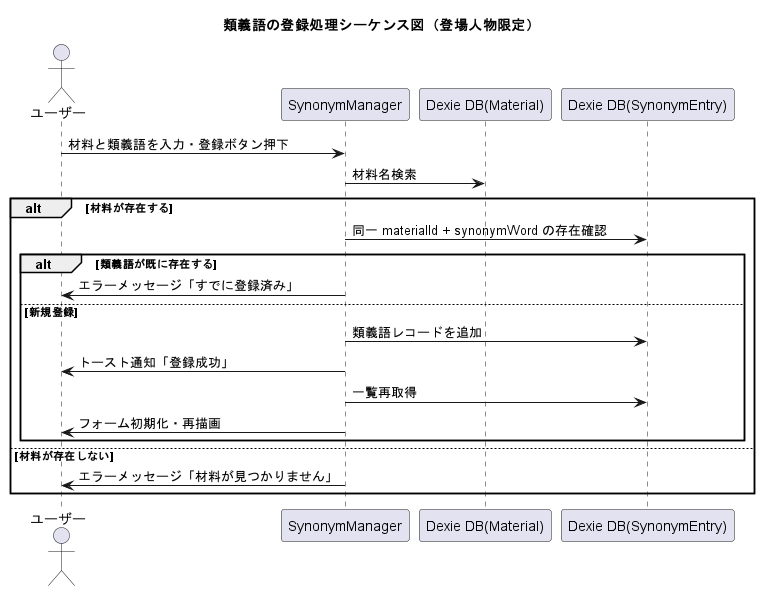 類義語の登録処理シーケンス図（登場人物限定）
ユーザー
SynonymManager
Dexie DB(Material)
Dexie DB(SynonymEntry)
材料と類義語を入力・登録ボタン押下
材料名検索
alt [材料が存在する]
同一 materialId + synonymWord の存在確認
alt [類義語が既に存在する]
エラーメッセージ「すでに登録済み」
[新規登録]
類義語レコードを追加
トースト通知「登録成功」
一覧再取得
フォーム初期化・再描画
[材料が存在しない]
エラーメッセージ「材料が見つかりません」
ユーザー
SynonymManager
Dexie DB(Material)
Dexie DB(SynonymEntry)